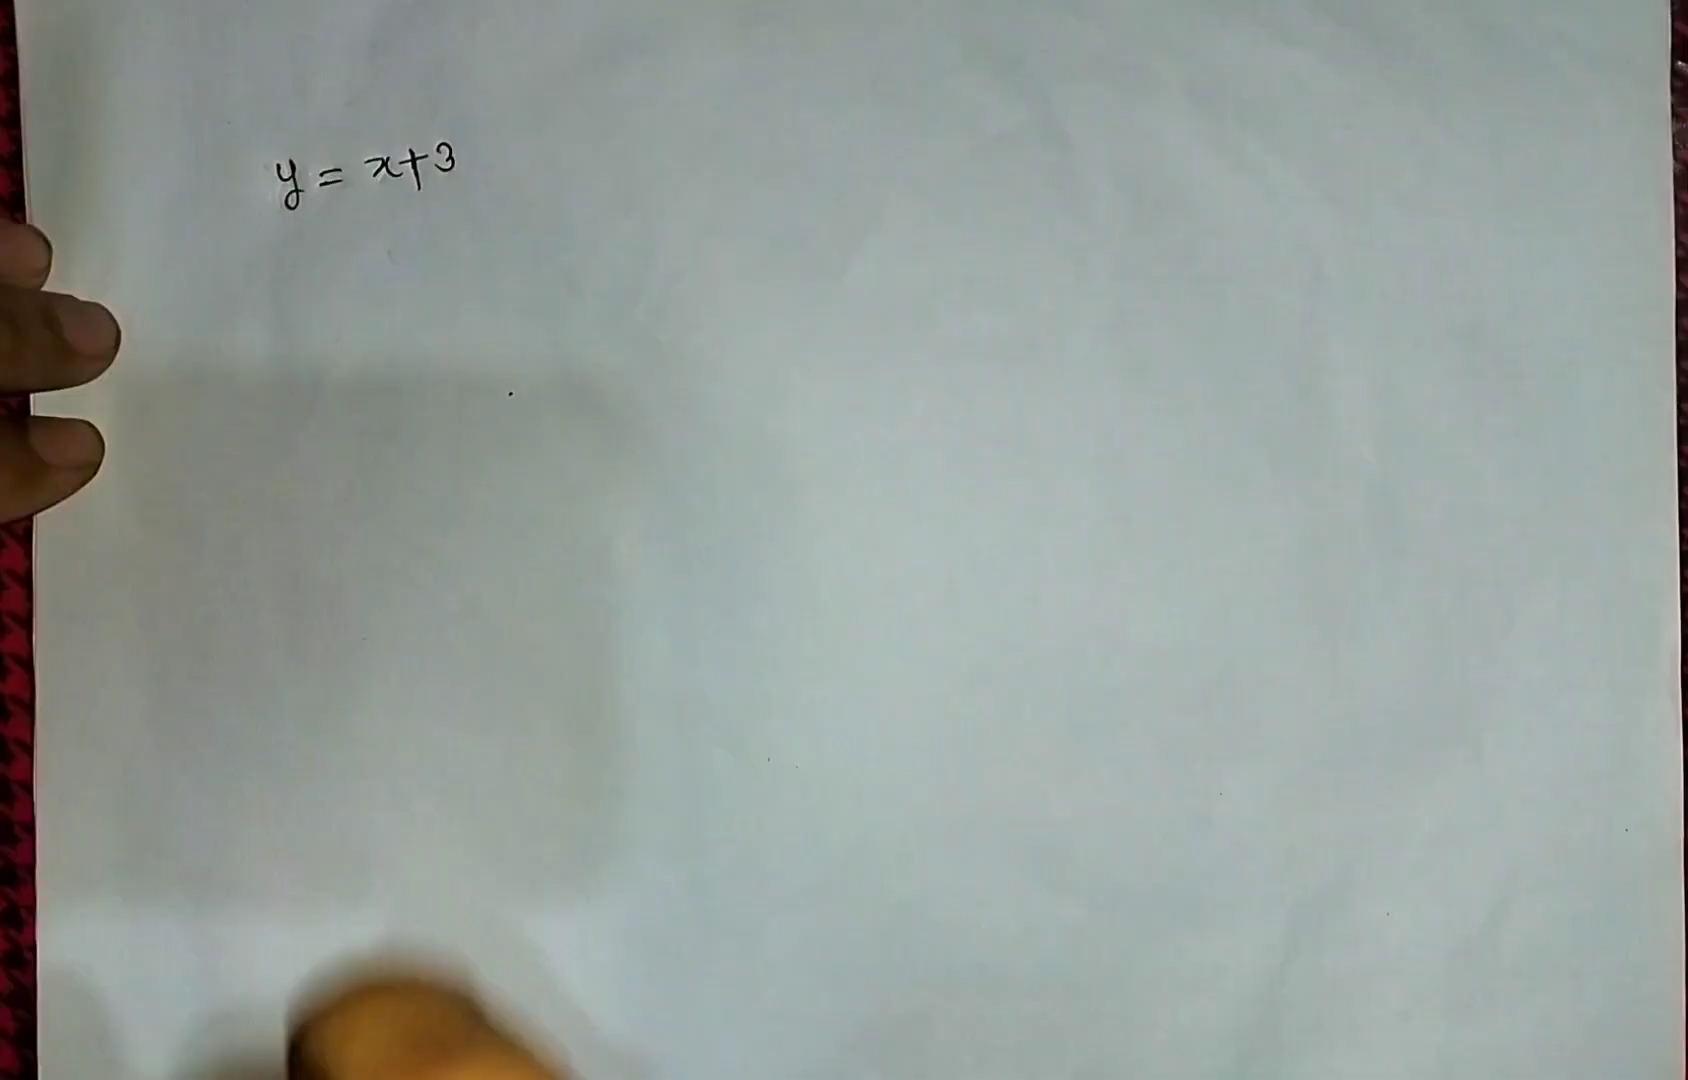 y = x+3